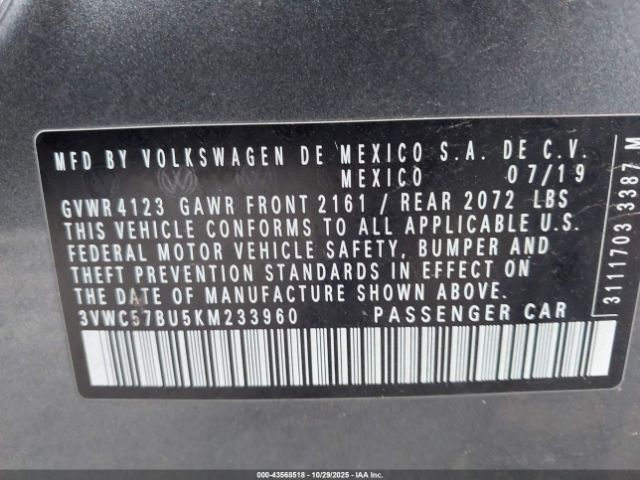 MFD BY VOLKSWAGEN DE MEXICO S.A. DE C.V.
MEXICO 07/19
GVWR 4123 GAWR FRONT 2161 / REAR 2072 LBS
THIS VEHICLE CONFORMS TO ALL APPLICABLE U.S.
FEDERAL MOTOR VEHICLE SAFETY, BUMPER AND
THEFT PREVENTION STANDARDS IN EFFECT ON
THE DATE OF MANUFACTURE SHOWN ABOVE.
3VWC57BU5KM233960 PASSENGER CAR
3111703 3387 M
000-43568518 | 10/29/2025 | IAAI.COM